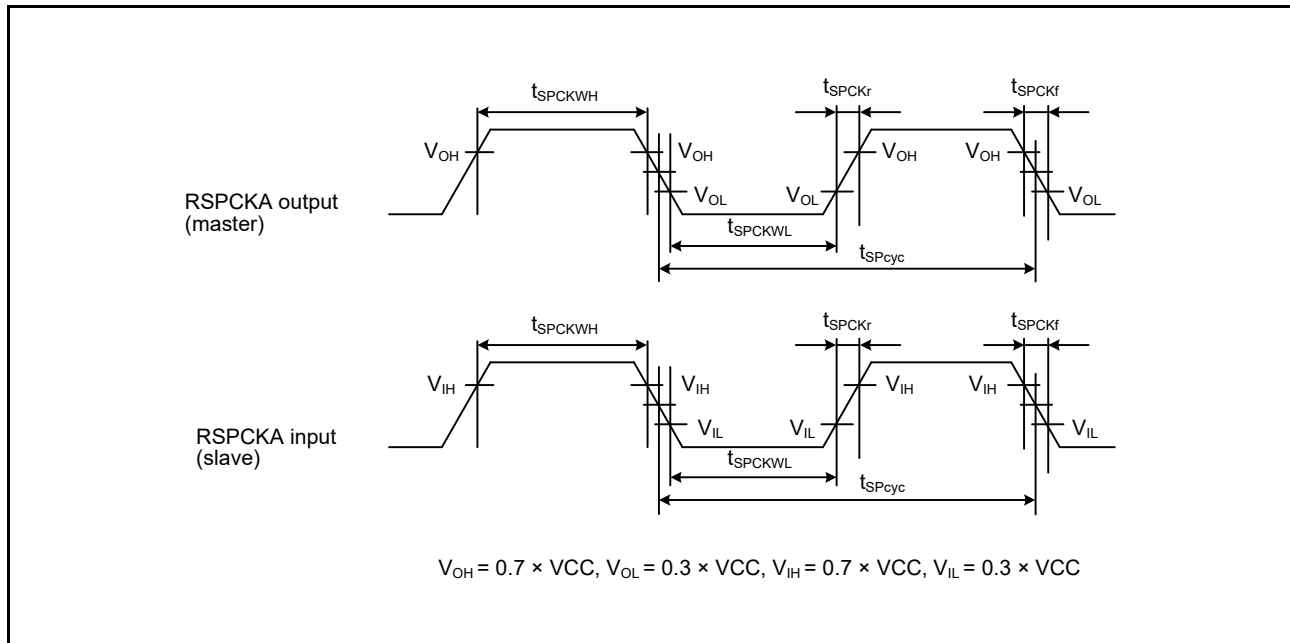 tSPCKWH
tSPCKr
tSPCKf
VOH
VOH
VOH
VOH
RSPCKA output
(master)
VOL
VOL
VOL
tSPCKWL
tSPcyc
tSPCKWH
tSPCKr
tSPCKf
VIH
VIH
VIH
VIH
RSPCKA input
(slave)
VIL
VIL
VIL
tSPCKWL
tSPcyc
VOH = 0.7 × VCC, VOL = 0.3 × VCC, VIH = 0.7 × VCC, VIL = 0.3 × VCC